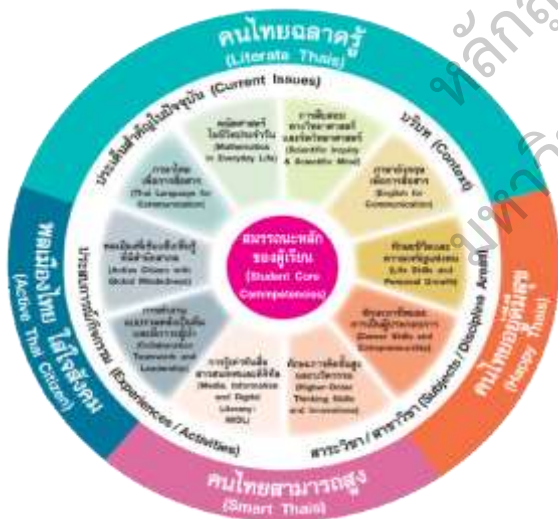 คนไทยฉลาดรู้
(Literate Thais)
ประเด็นสำคัญในปัจจุบัน (Current Issues)
บริบท (Context)
คณิตศาสตร์
ในชีวิตประจำวัน
(Mathematics
in Everyday Life)
การสืบสอบ
ทางวิทยาศาสตร์
และจิตวิทยาศาสตร์
(Scientific Inquiry
& Scientific Mind)
ภาษาไทย
เพื่อการสื่อสาร
(Thai Language for
Communication)
ภาษาอังกฤษ
เพื่อการสื่อสาร
(English for
Communication)
พลเมืองที่เข้มแข็ง/ตื่นรู้
ที่มีสำนึกสากล
(Active Citizen with
Global Mindedness)
สมรรถนะหลัก
ของผู้เรียน
(Student Core
Competencies)
ทักษะชีวิตและ
ความเจริญแห่งตน
(Life Skills and
Personal Growth)
การทำงาน
แบบรวมพลังเป็นทีม
และมีภาวะผู้นำ
(Collaboration
Teamwork and
Leadership)
ทักษะอาชีพและ
การเป็นผู้ประกอบการ
(Career Skills and
Entrepreneurship)
การรู้เท่าทันสื่อ
สารสนเทศและดิจิทัล
(Media, Information
and Digital
Literacy:
MIDL)
ทักษะการคิดขั้นสูง
และนวัตกรรม
(Higher-Order
Thinking Skills
and Innovations)
ประสบการณ์/กิจกรรม (Experiences / Activities)
สาระวิชา / สาขาวิชา (Subjects / Discipline Areas)
พลเมืองไทย ใส่ใจสังคม
(Active Thai Citizen)
คนไทยอยู่ดีมีสุข
(Happy Thais)
คนไทยสามารถสูง
(Smart Thais)